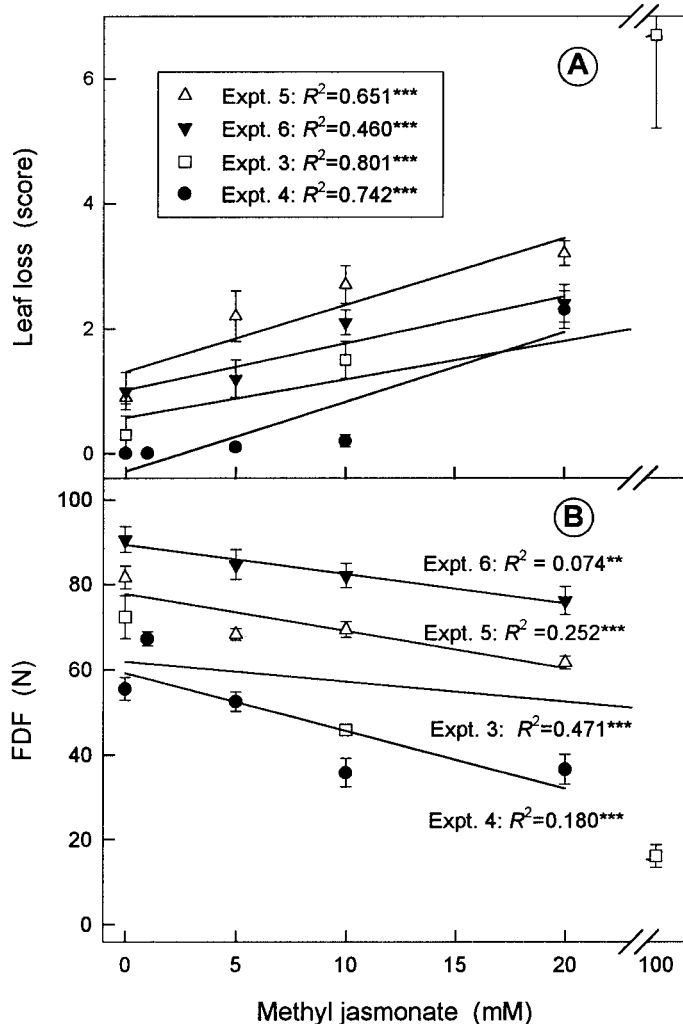 A
Leaf loss (score)
6
4
2
0
Expt. 5: R²=0.651***
Expt. 6: R²=0.460***
Expt. 3: R²=0.801***
Expt. 4: R²=0.742***
B
FDF (N)
100
80
60
40
20
0
Expt. 6: R² = 0.074**
Expt. 5: R²=0.252***
Expt. 3: R²=0.471***
Expt. 4: R²=0.180***
0 5 10 15 20 100
Methyl jasmonate (mM)